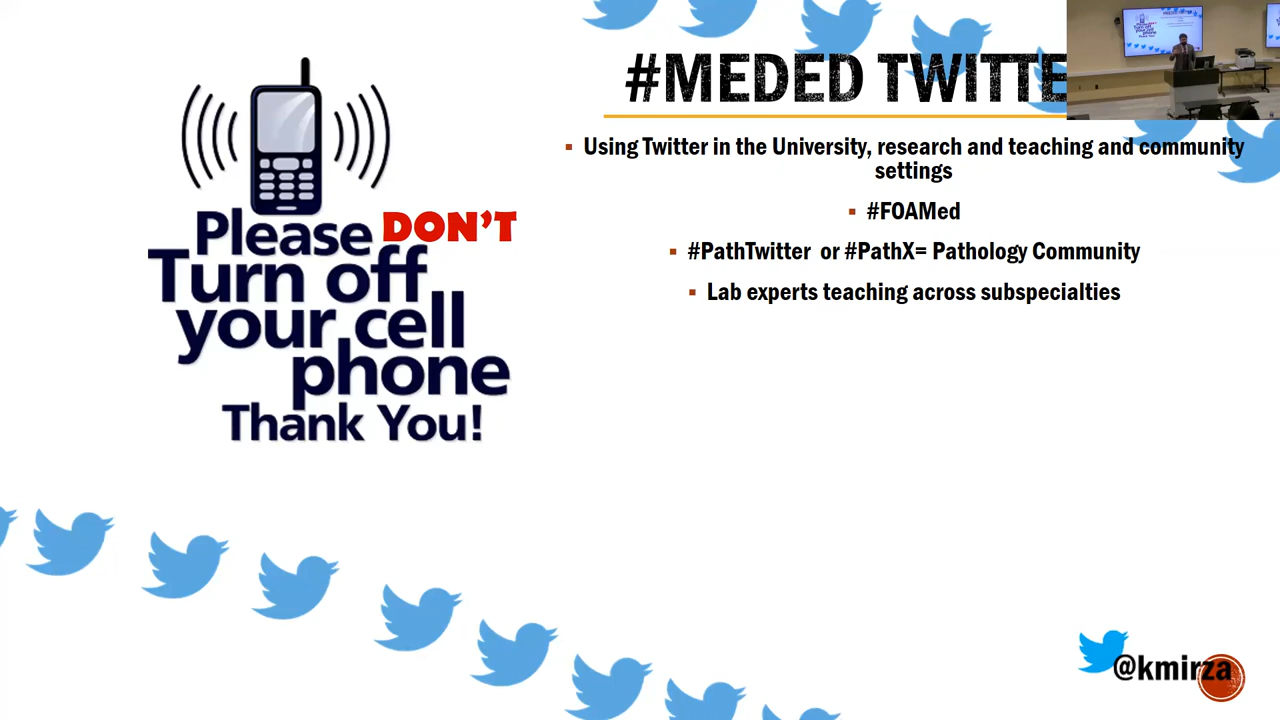 #MEDED TWITTE
Using Twitter in the University, research and teaching and community
settings
#FOAMed
#PathTwitter or #PathX= Pathology Community
Lab experts teaching across subspecialties
Please DON'T
Turn off
your cell
phone
Thank You!
@kmirza